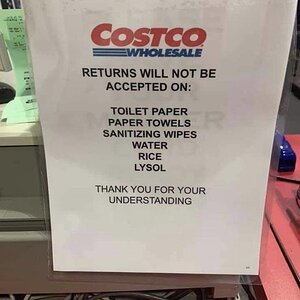 COSTCO
WHOLESALE
RETURNS WILL NOT BE
ACCEPTED ON:
TOILET PAPER
PAPER TOWELS
SANITIZING WIPES
WATER
RICE
LYSOL
THANK YOU FOR YOUR
UNDERSTANDING